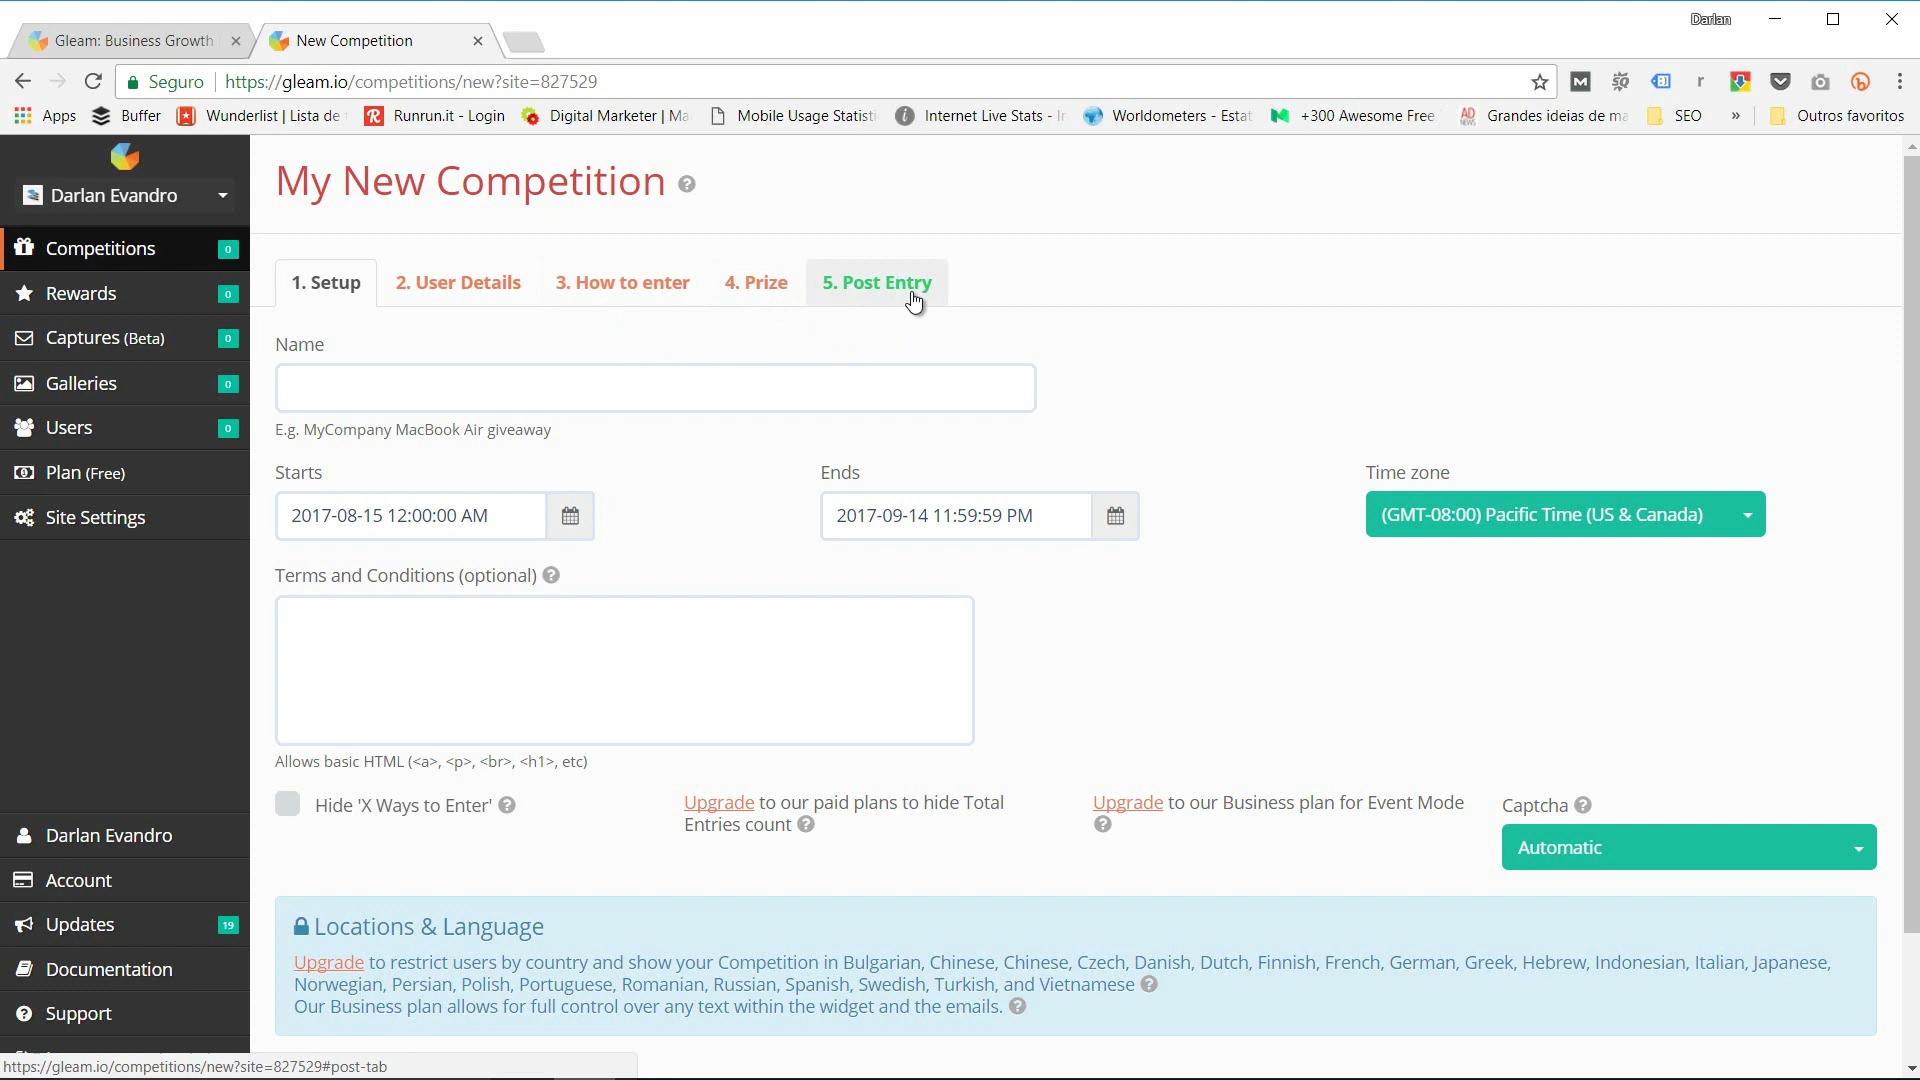 Darlan
Gleam: Business Growth
New Competition
Seguro
https://gleam.io/competitions/new?site=827529
Apps
Buffer
Wunderlist | Lista de
Runrun.it - Login
Digital Marketer | Ma
Mobile Usage Statisti
Internet Live Stats - I
Worldometers - Estat
+300 Awesome Free
Grandes ideias de ma
SEO
»
Outros favoritos
Darlan Evandro
Competitions 0
Rewards 0
Captures (Beta) 0
Galleries 0
Users 0
Plan (Free)
Site Settings
Darlan Evandro
Account
Updates 19
Documentation
Support
My New Competition
1. Setup
2. User Details
3. How to enter
4. Prize
5. Post Entry
Name
E.g. MyCompany MacBook Air giveaway
Starts
2017-08-15 12:00:00 AM
Ends
2017-09-14 11:59:59 PM
Time zone
(GMT-08:00) Pacific Time (US & Canada)
Terms and Conditions (optional)
Allows basic HTML (<a>, <p>, <br>, <h1>, etc)
Hide 'X Ways to Enter'
Upgrade to our paid plans to hide Total
Entries count
Upgrade to our Business plan for Event Mode
Captcha
Automatic
Locations & Language
Upgrade to restrict users by country and show your Competition in Bulgarian, Chinese, Chinese, Czech, Danish, Dutch, Finnish, French, German, Greek, Hebrew, Indonesian, Italian, Japanese,
Norwegian, Persian, Polish, Portuguese, Romanian, Russian, Spanish, Swedish, Turkish, and Vietnamese
Our Business plan allows for full control over any text within the widget and the emails.
https://gleam.io/competitions/new?site=827529#post-tab